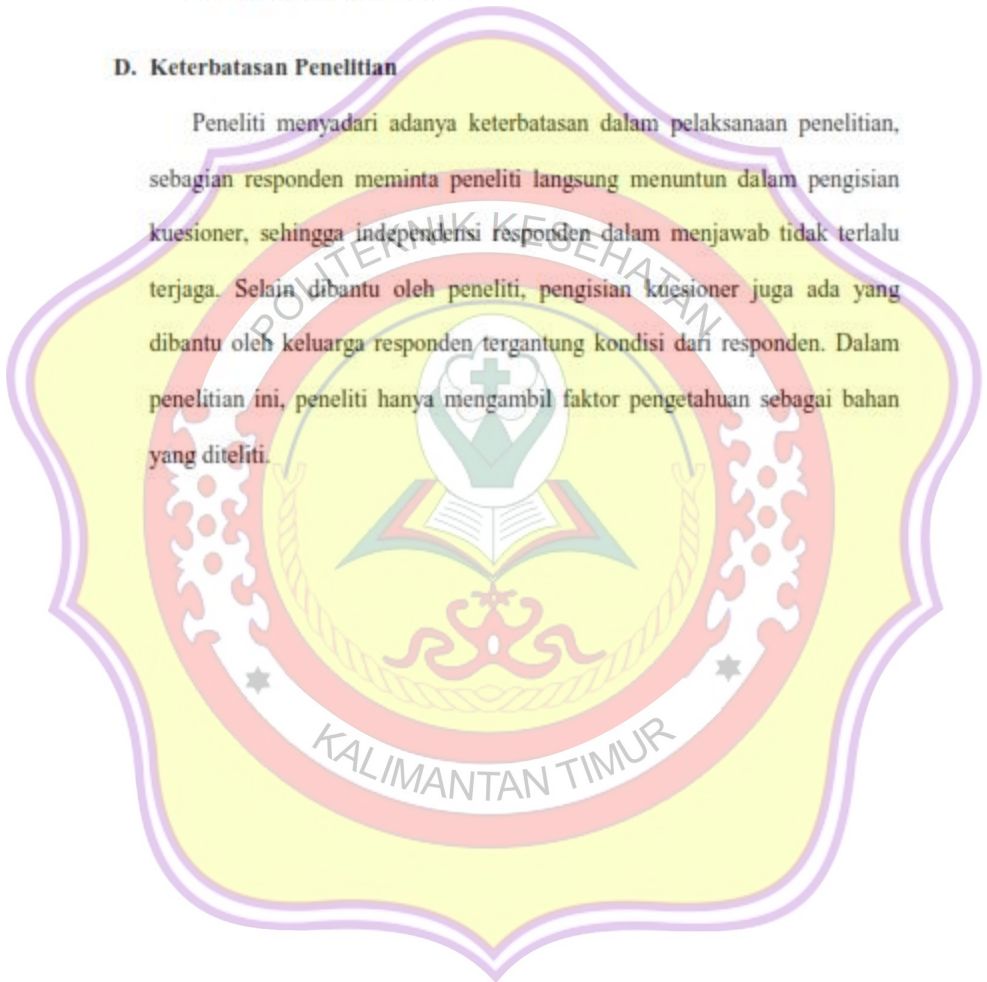 D. Keterbatasan Penelitian
Peneliti menyadari adanya keterbatasan dalam pelaksanaan penelitian,
sebagian responden meminta peneliti langsung menuntun dalam pengisian
kuesioner, sehingga independensi responden dalam menjawab tidak terlalu
terjaga. Selain dibantu oleh peneliti, pengisian kuesioner juga ada yang
dibantu oleh keluarga responden tergantung kondisi dari responden. Dalam
penelitian ini, peneliti hanya mengambil faktor pengetahuan sebagai bahan
yang diteliti.
POLITEKNIK KESEHATAN
KALIMANTAN TIMUR